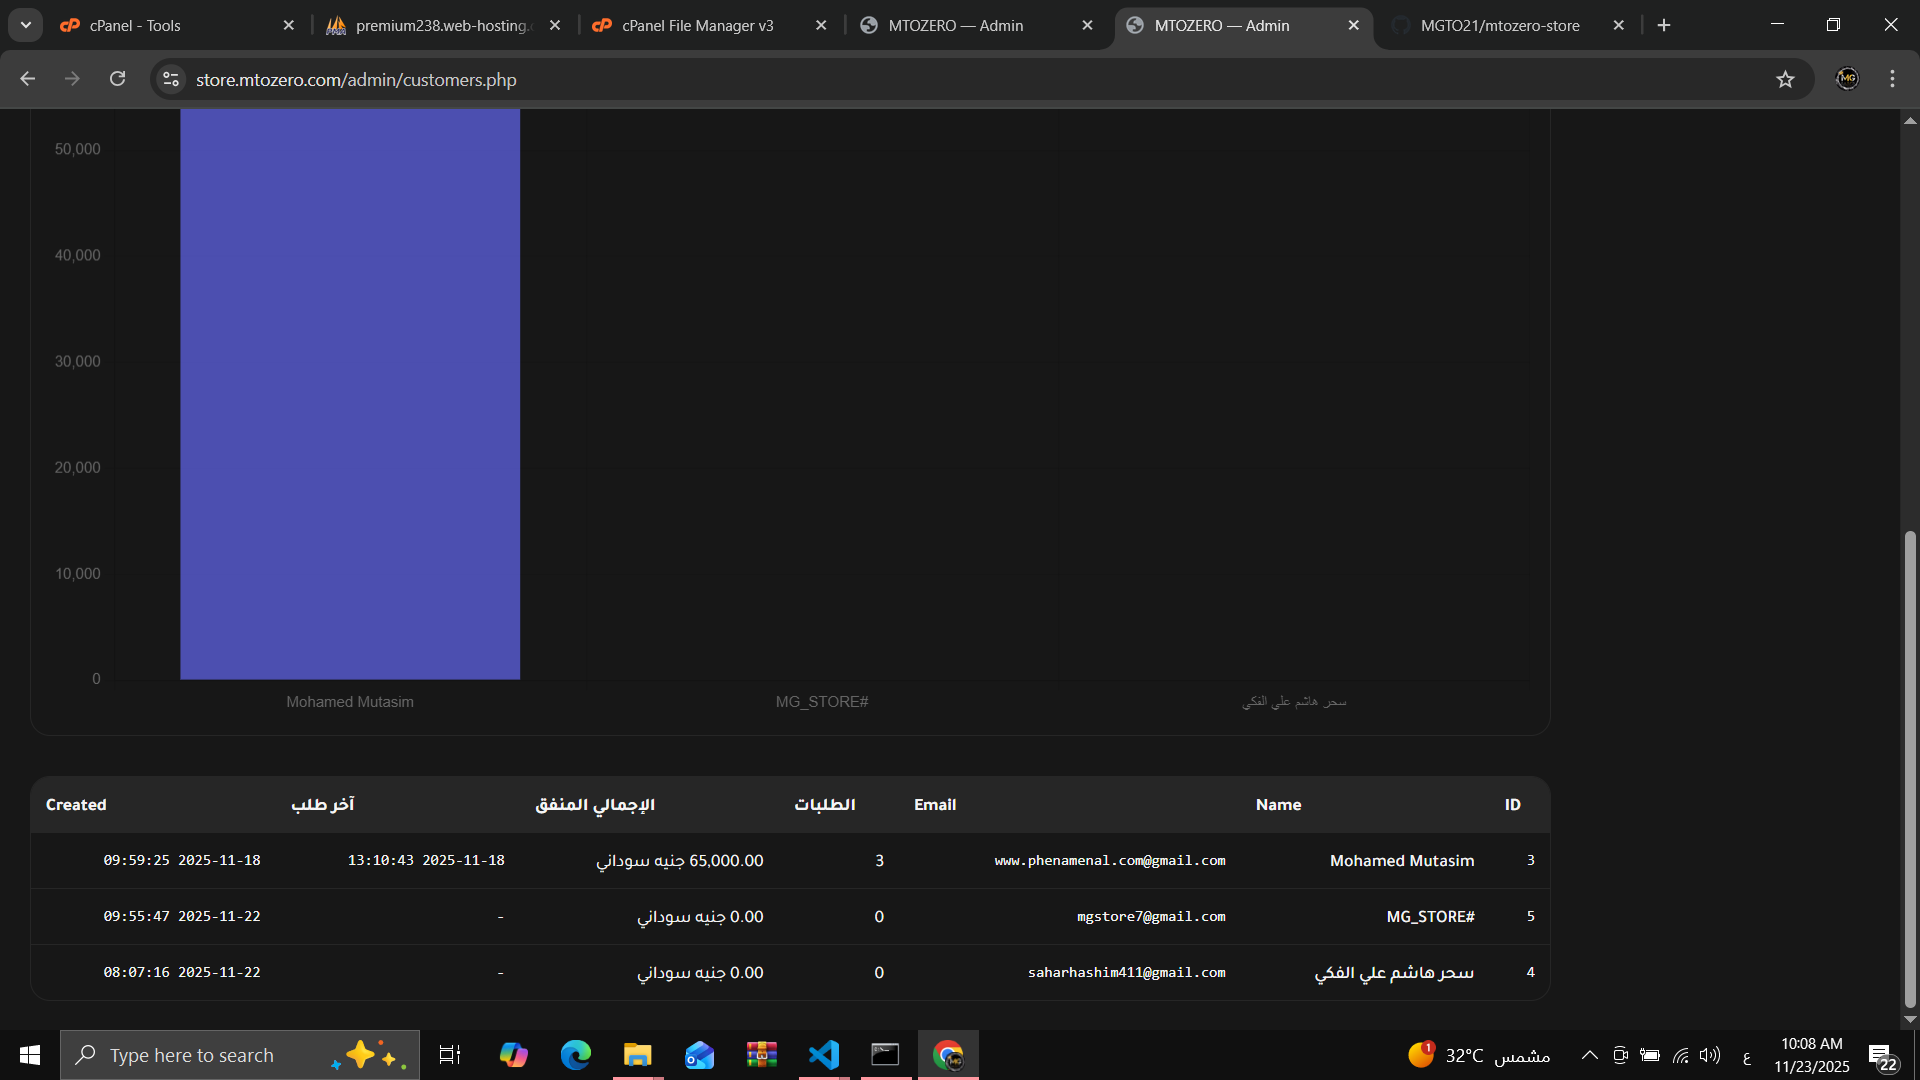 cPanel - Tools
premium238.web-hosting.
cPanel File Manager v3
MTOZERO — Admin
MTOZERO — Admin
MGTO21/mtozero-store
store.mtozero.com/admin/customers.php
MG
50,000
40,000
30,000
20,000
10,000
0
Mohamed Mutasim
MG_STORE#
سحر هاشم علي الفكي
ID Name Email الطلبات الإجمالي المنفق آخر طلب Created
3 Mohamed Mutasim www.phenamenal.com@gmail.com 3 65,000.00 جنيه سوداني 13:10:43 2025-11-18 09:59:25 2025-11-18
5 MG_STORE# mgstore7@gmail.com 0 0.00 جنيه سوداني - 09:55:47 2025-11-22
4 سحر هاشم علي الفكي saharhashim411@gmail.com 0 0.00 جنيه سوداني - 08:07:16 2025-11-22
Type here to search
1
32°C مشمس
ع
10:08 AM
11/23/2025
22